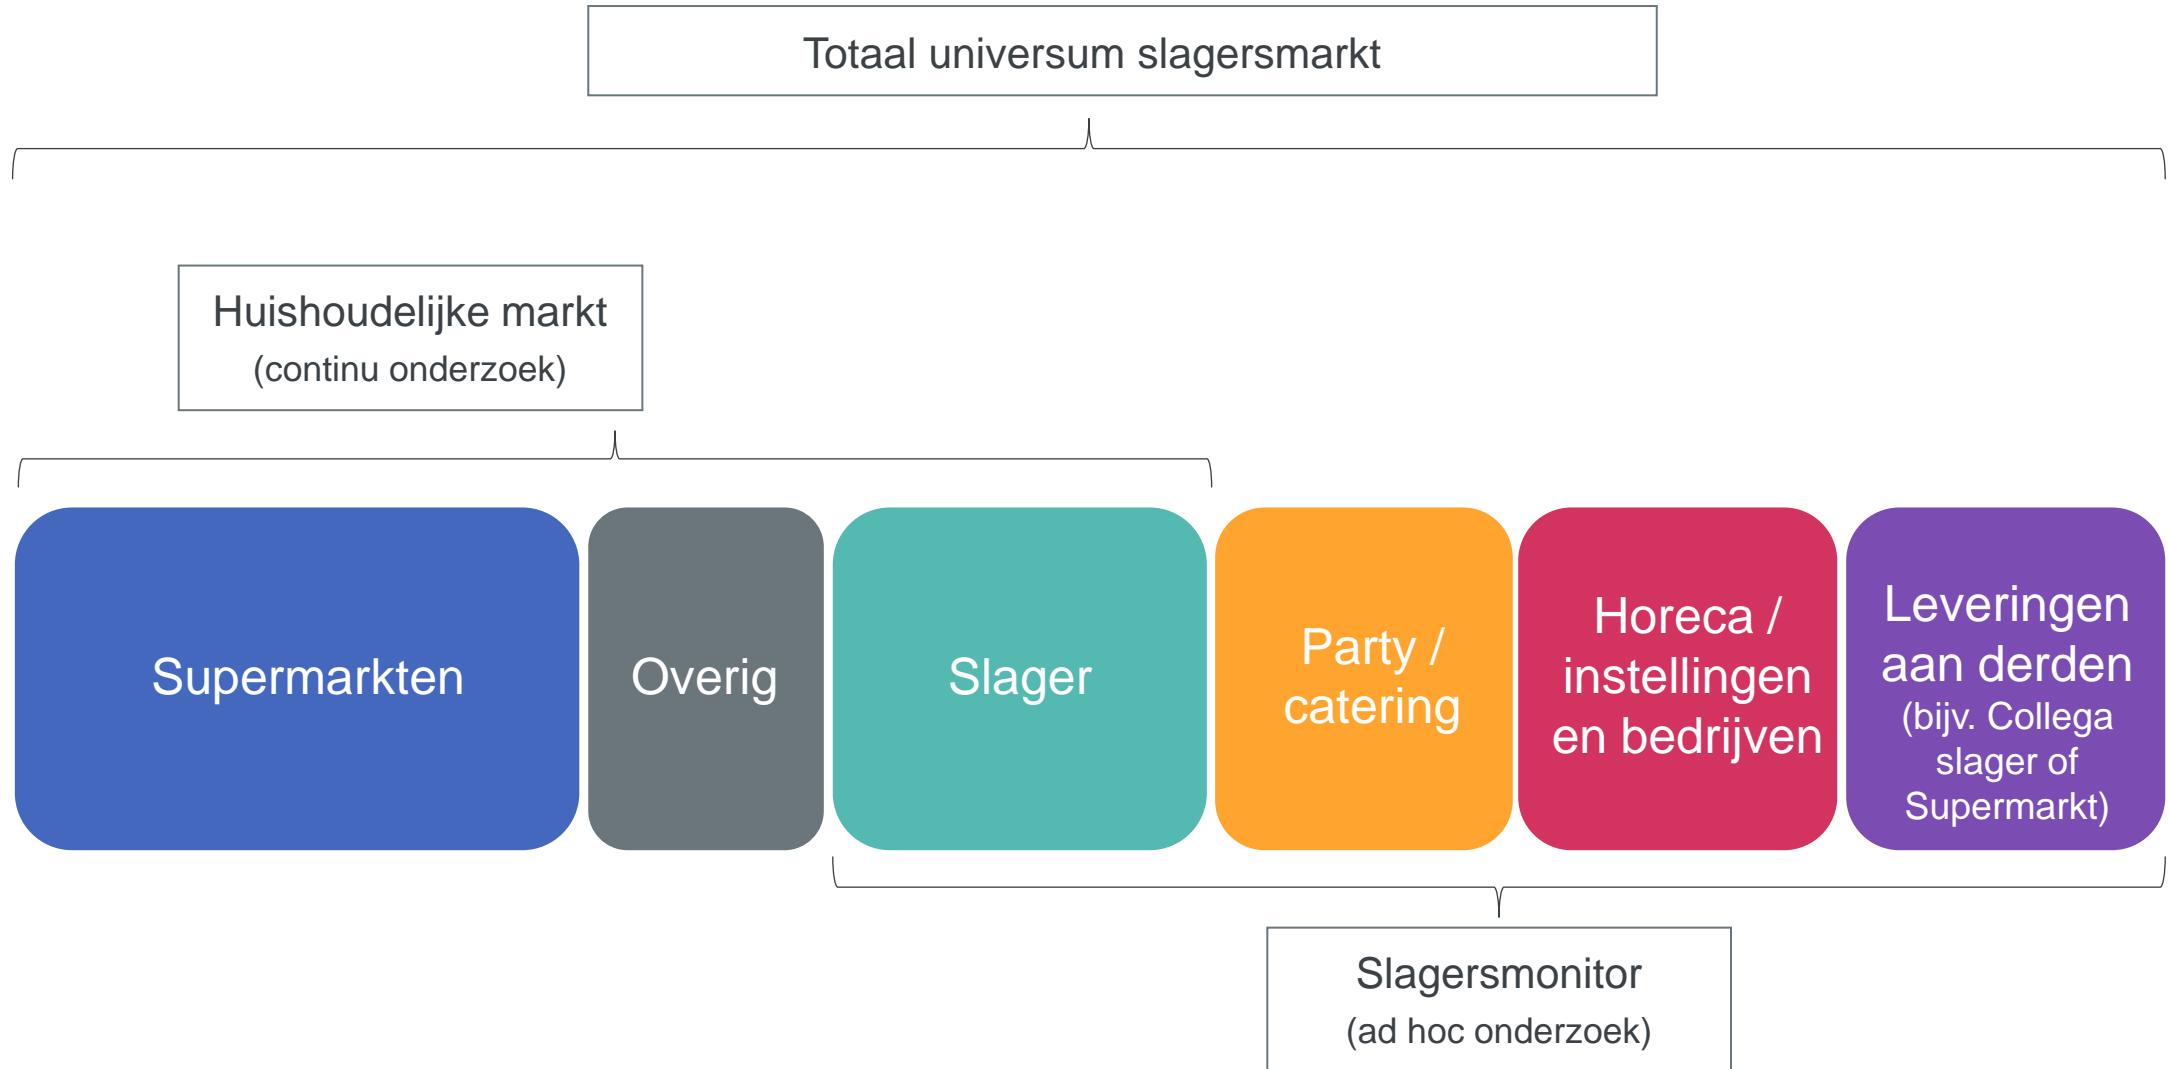 Totaal universum slagersmarkt
Huishoudelijke markt
(continu onderzoek)
Supermarkten
Overig
Slager
Party /
catering
Horeca /
instellingen
en bedrijven
Leveringen
aan derden
(bijv. Collega
slager of
Supermarkt)
Slagersmonitor
(ad hoc onderzoek)